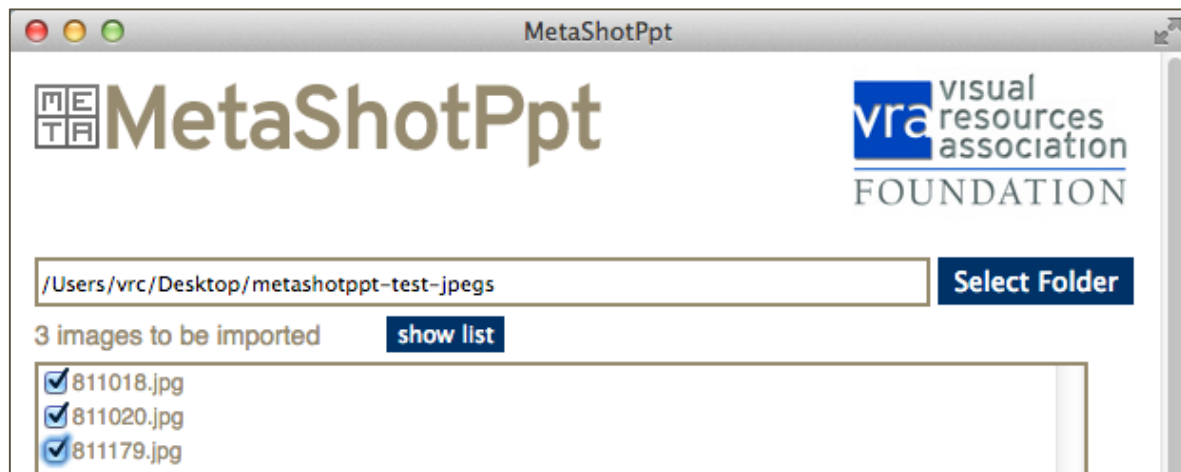 MetaShotPpt
META MetaShotPpt
vra visual resources association
FOUNDATION
/Users/vrc/Desktop/metashotppt-test-jpegs
Select Folder
3 images to be imported
show list
811018.jpg
811020.jpg
811179.jpg